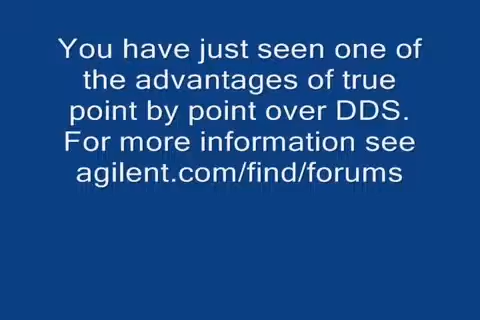 You have just seen one of
the advantages of true
point by point over DDS.
For more information see
agilent.com/find/forums